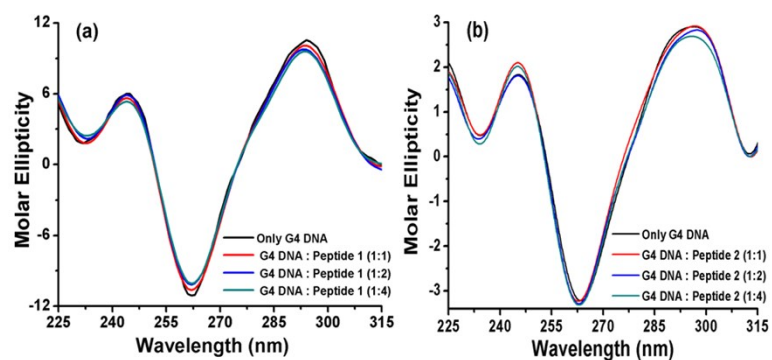 (a)
Molar Ellipticity
12
6
0
-6
-12
Only G4 DNA
G4 DNA : Peptide 1 (1:1)
G4 DNA : Peptide 1 (1:2)
G4 DNA : Peptide 1 (1:4)
225 240 255 270 285 300 315
Wavelength (nm)
(b)
Molar Ellipticity
3
2
1
0
-1
-2
-3
Only G4 DNA
G4 DNA : Peptide 2 (1:1)
G4 DNA : Peptide 2 (1:2)
G4 DNA : Peptide 2 (1:4)
225 240 255 270 285 300 315
Wavelength (nm)